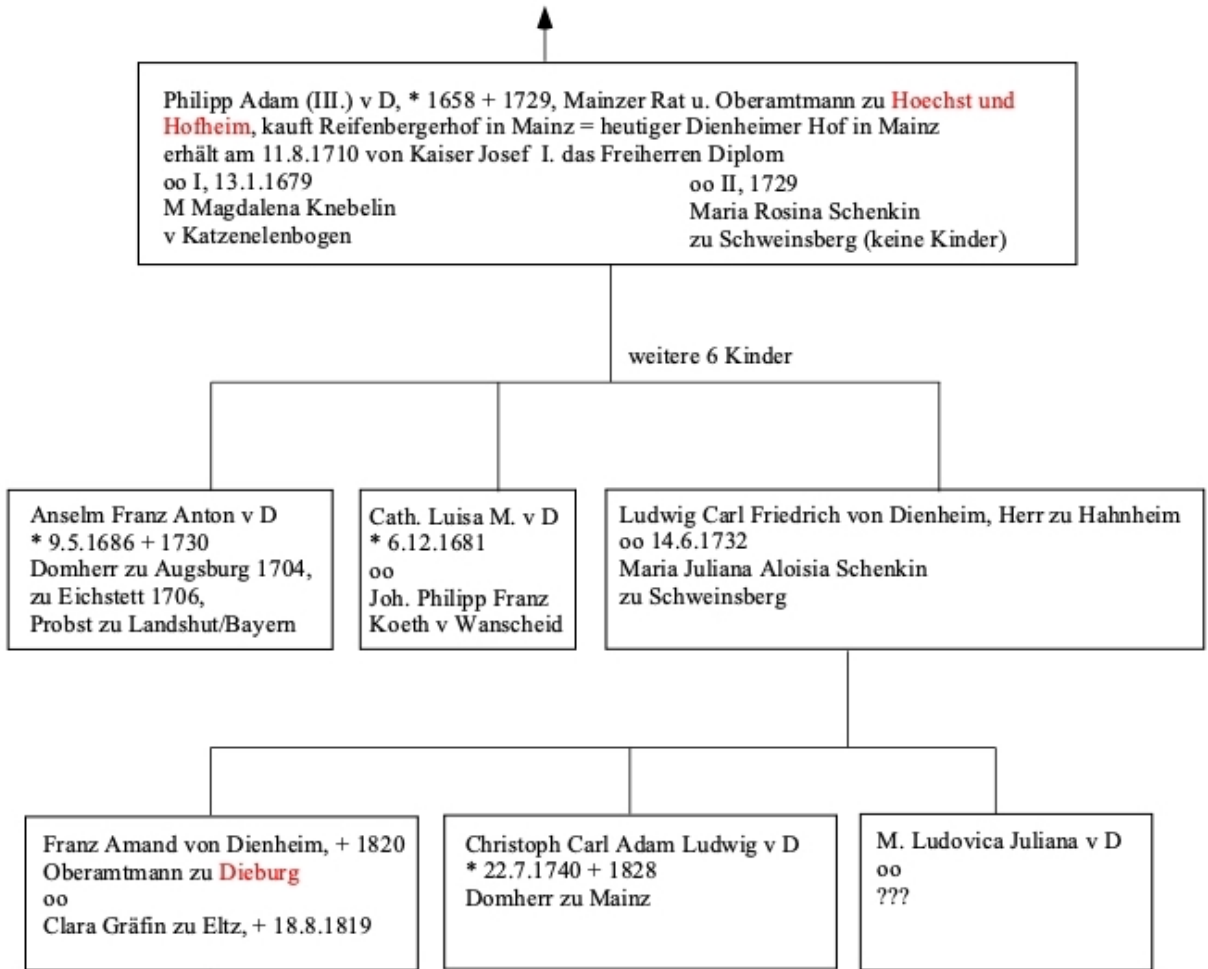 Philipp Adam (III.) v D, * 1658 + 1729, Mainzer Rat u. Oberamtmann zu Hoechst und
Hofheim, kauft Reifenbergerhof in Mainz = heutiger Dienheimer Hof in Mainz
erhält am 11.8.1710 von Kaiser Josef I. das Freiherren Diplom
oo I, 13.1.1679
M Magdalena Knebelin
v Katzenelenbogen
oo II, 1729
Maria Rosina Schenkin
zu Schweinsberg (keine Kinder)
weitere 6 Kinder
Anselm Franz Anton v D
* 9.5.1686 + 1730
Domherr zu Augsburg 1704,
zu Eichstett 1706,
Probst zu Landshut/Bayern
Cath. Luisa M. v D
* 6.12.1681
oo
Joh. Philipp Franz
Koeth v Wanscheid
Ludwig Carl Friedrich von Dienheim, Herr zu Hahnheim
oo 14.6.1732
Maria Juliana Aloisia Schenkin
zu Schweinsberg
Franz Amand von Dienheim, + 1820
Oberamtmann zu Dieburg
oo
Clara Gräfin zu Eltz, + 18.8.1819
Christoph Carl Adam Ludwig v D
* 22.7.1740 + 1828
Domherr zu Mainz
M. Ludovica Juliana v D
oo
???